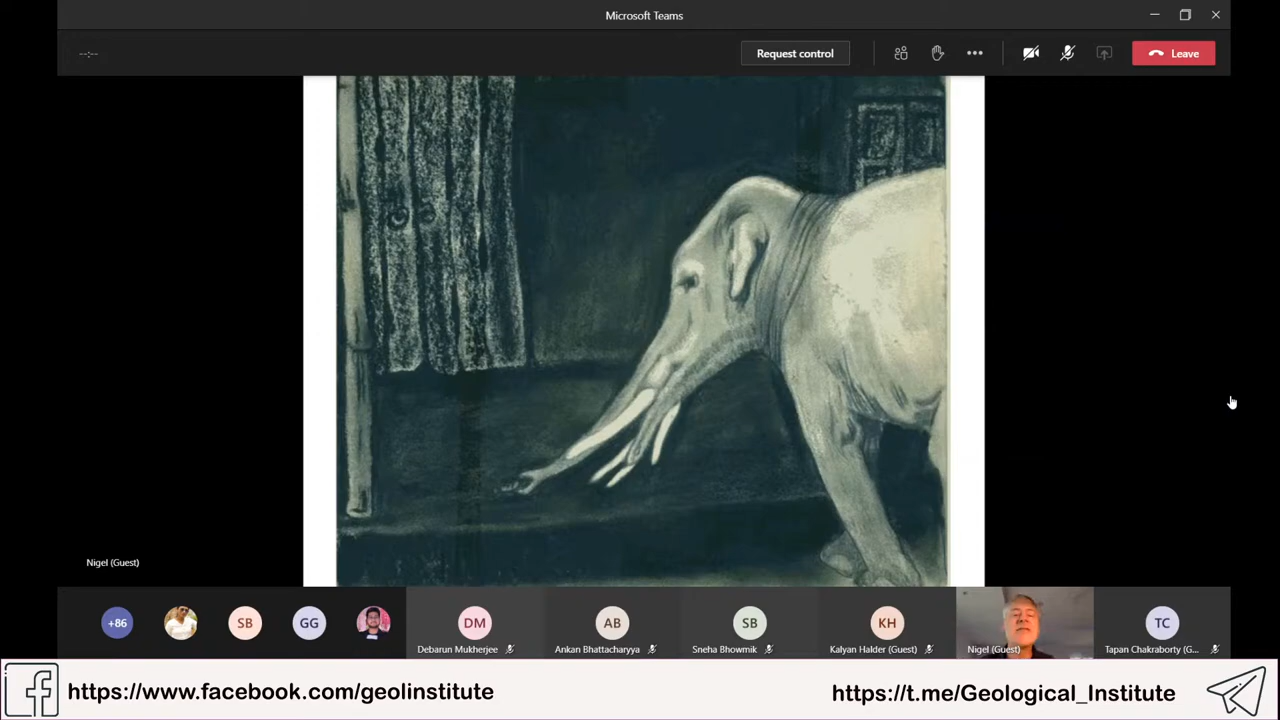 Microsoft Teams
--:--
Request control
Leave
Nigel (Guest)
+86
SB
GG
DM
Debarun Mukherjee
AB
Ankan Bhattacharyya
SB
Sneha Bhowmik
KH
Kalyan Halder (Guest)
Nigel (Guest)
TC
Tapan Chakraborty (G...
https://www.facebook.com/geolinstitute
https://t.me/Geological_Institute